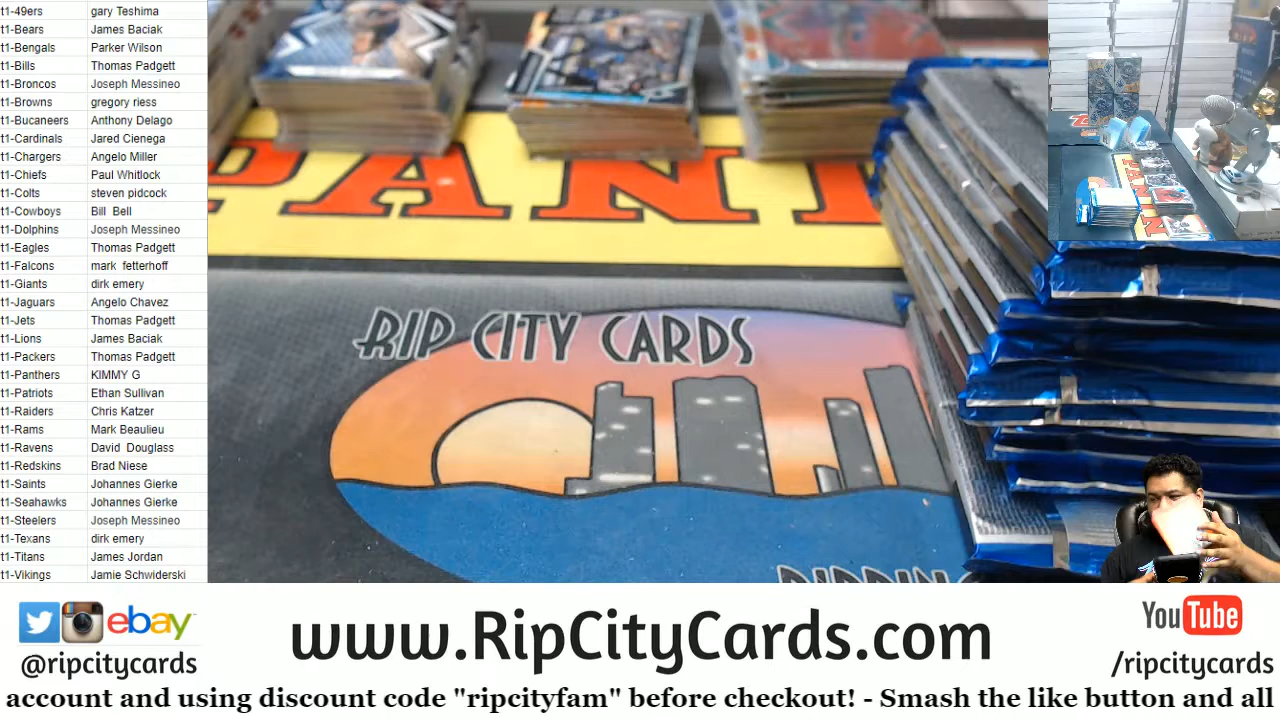 t1-49ers gary Teshima
t1-Bears James Baciak
t1-Bengals Parker Wilson
t1-Bills Thomas Padgett
t1-Broncos Joseph Messineo
t1-Browns gregory riess
t1-Bucaneers Anthony Delago
t1-Cardinals Jared Cienega
t1-Chargers Angelo Miller
t1-Chiefs Paul Whitlock
t1-Colts steven pidcock
t1-Cowboys Bill Bell
t1-Dolphins Joseph Messineo
t1-Eagles Thomas Padgett
t1-Falcons mark fetterhoff
t1-Giants dirk emery
t1-Jaguars Angelo Chavez
t1-Jets Thomas Padgett
t1-Lions James Baciak
t1-Packers Thomas Padgett
t1-Panthers KIMMY G
t1-Patriots Ethan Sullivan
t1-Raiders Chris Katzer
t1-Rams Mark Beaulieu
t1-Ravens David Douglass
t1-Redskins Brad Niese
t1-Saints Johannes Gierke
t1-Seahawks Johannes Gierke
t1-Steelers Joseph Messineo
t1-Texans dirk emery
t1-Titans James Jordan
t1-Vikings Jamie Schwiderski
PANI
RIP CITY CARDS
RIPPIN
PANIN
ebay
@ripcitycards
www.RipCityCards.com
YouTube
/ripcitycards
account and using discount code "ripcityfam" before checkout! - Smash the like button and all